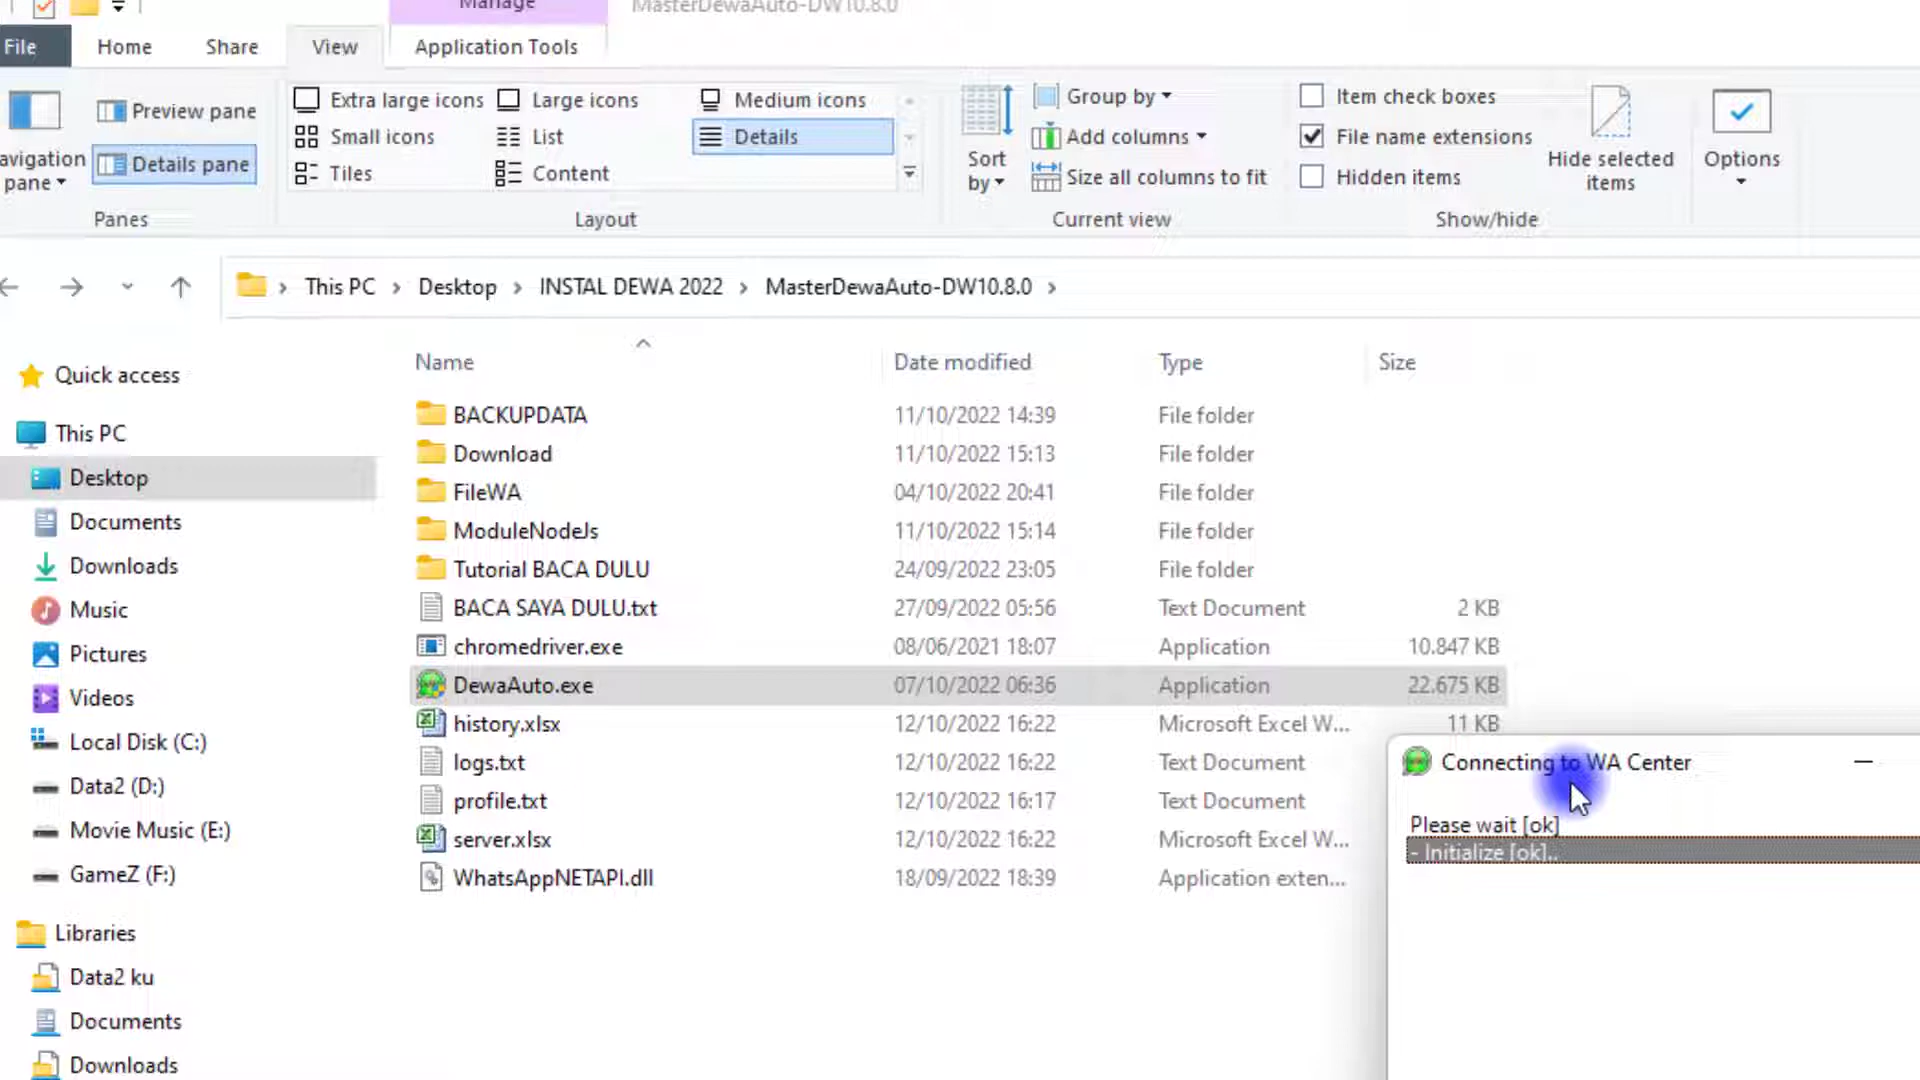 Manage
MasterDewaAuto-DW10.8.0
File
Home
Share
View
Application Tools
avigation
pane
Preview pane
Details pane
Panes
Extra large icons
Large icons
Medium icons
Small icons
List
Details
Tiles
Content
Layout
Sort
by
Group by
Add columns
Size all columns to fit
Current view
Item check boxes
File name extensions
Hidden items
Hide selected
items
Show/hide
Options
This PC > Desktop > INSTAL DEWA 2022 > MasterDewaAuto-DW10.8.0 >
Quick access
This PC
Desktop
Documents
Downloads
Music
Pictures
Videos
Local Disk (C:)
Data2 (D:)
Movie Music (E:)
GameZ (F:)
Libraries
Data2 ku
Documents
Downloads
Name Date modified Type Size
BACKUPDATA 11/10/2022 14:39 File folder
Download 11/10/2022 15:13 File folder
FileWA 04/10/2022 20:41 File folder
ModuleNodeJs 11/10/2022 15:14 File folder
Tutorial BACA DULU 24/09/2022 23:05 File folder
BACA SAYA DULU.txt 27/09/2022 05:56 Text Document 2 KB
chromedriver.exe 08/06/2021 18:07 Application 10.847 KB
DewaAuto.exe 07/10/2022 06:36 Application 22.675 KB
history.xlsx 12/10/2022 16:22 Microsoft Excel W... 11 KB
logs.txt 12/10/2022 16:22 Text Document
profile.txt 12/10/2022 16:17 Text Document
server.xlsx 12/10/2022 16:22 Microsoft Excel W...
WhatsAppNETAPI.dll 18/09/2022 18:39 Application exten...
Connecting to WA Center
Please wait [ok]
- Initialize [ok]..